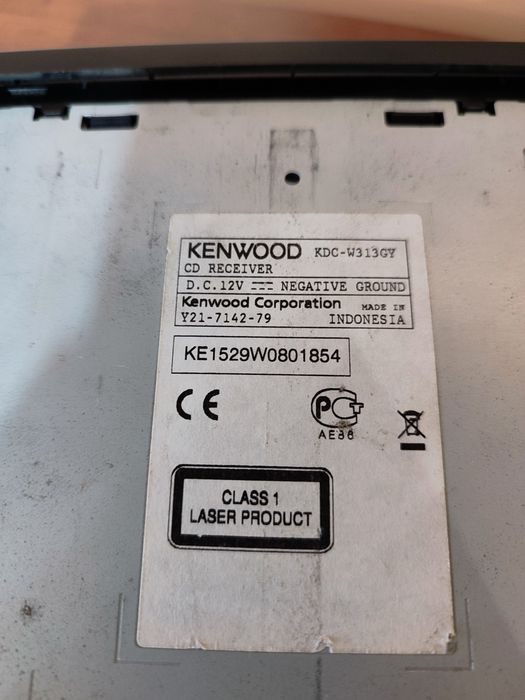 KENWOOD KDC-W313GY
CD RECEIVER
D.C.12V ⎓ NEGATIVE GROUND
Kenwood Corporation MADE IN
Y21-7142-79 INDONESIA
KE1529W0801854
CE
PCT
AE86
CLASS 1
LASER PRODUCT